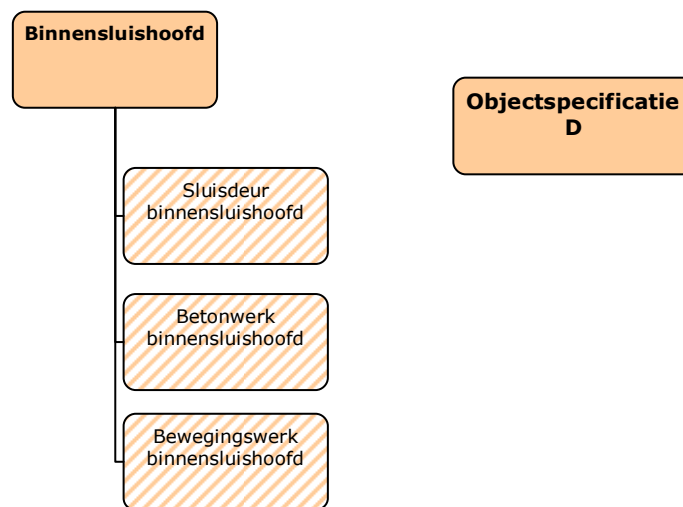 Binnensluishoofd
Objectspecificatie
D
Sluisdeur
binnensluishoofd
Betonwerk
binnensluishoofd
Bewegingswerk
binnensluishoofd